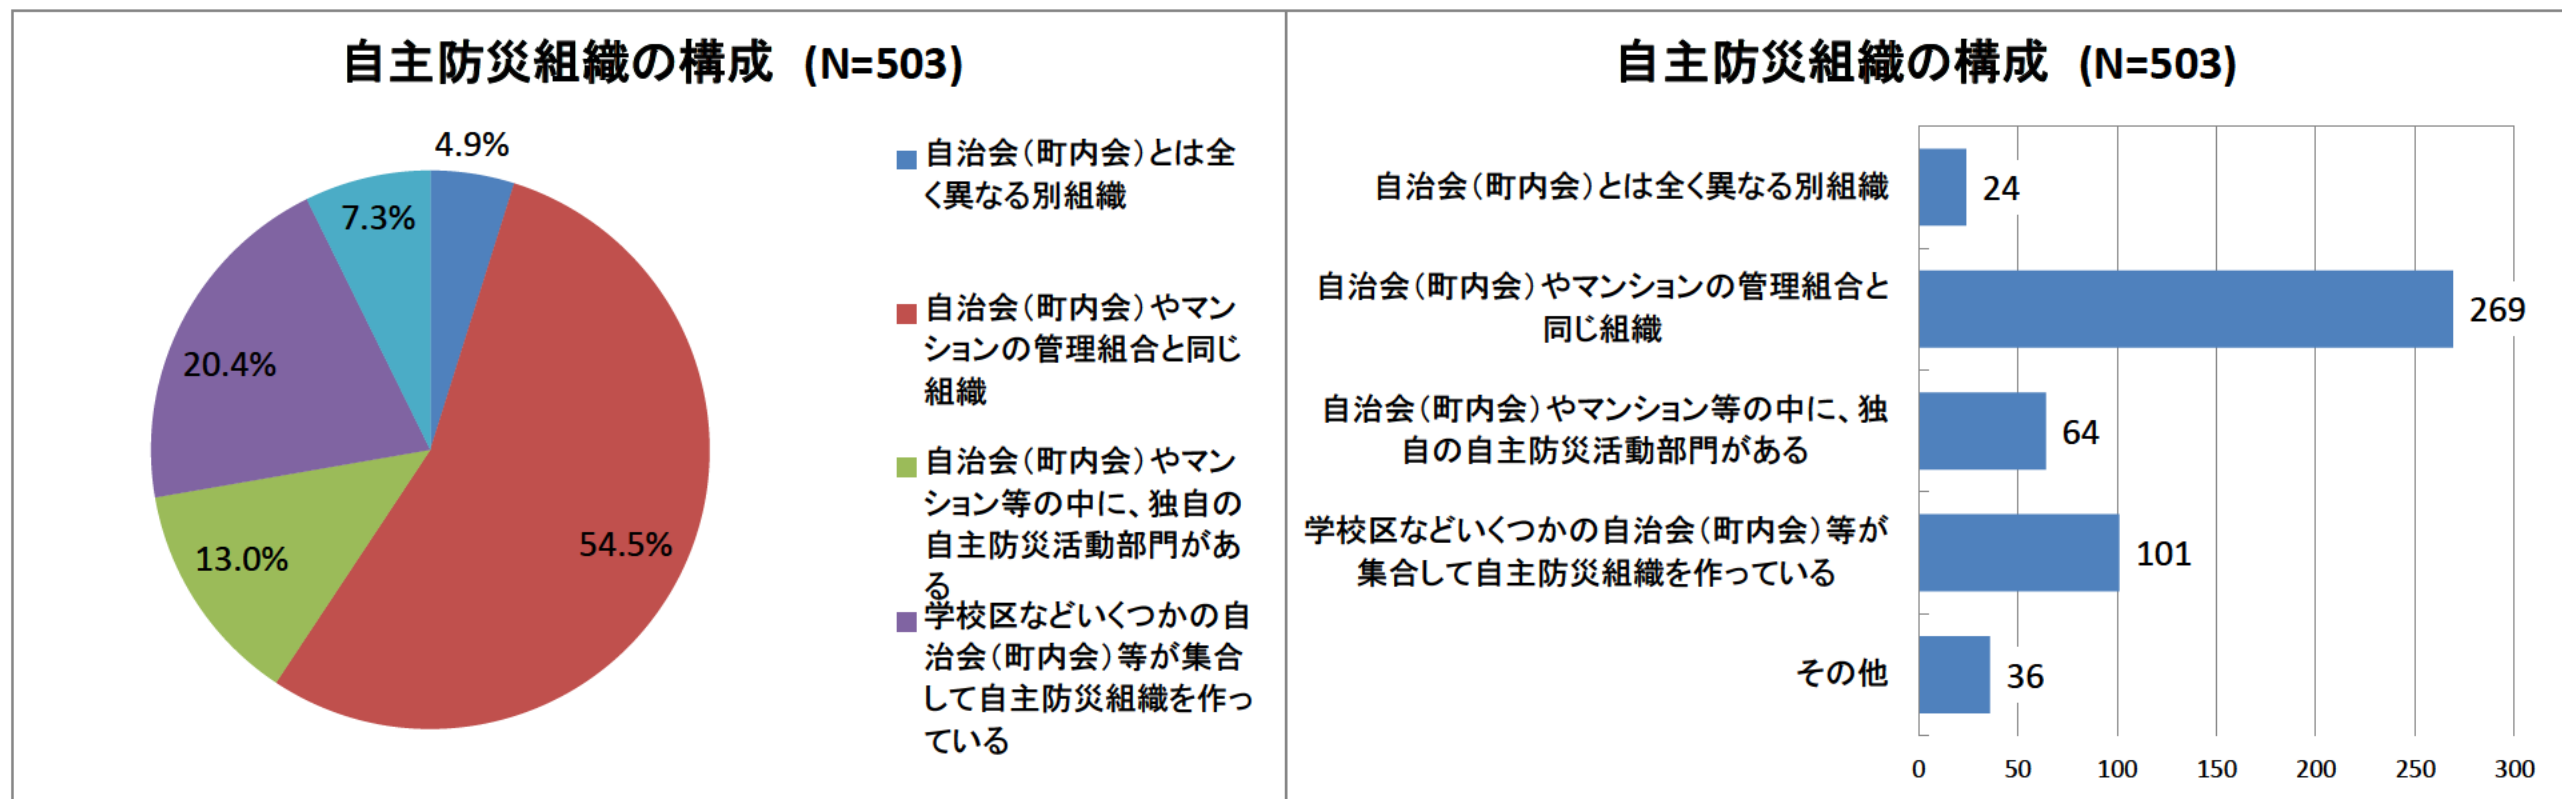 自主防災組織の構成 (N=503)
4.9%
7.3%
20.4%
13.0%
54.5%
自治会（町内会）とは全
く異なる別組織
自治会（町内会）やマン
ションの管理組合と同じ
組織
自治会（町内会）やマン
ション等の中に、独自の
自主防災活動部門があ
る
学校区などいくつかの自
治会（町内会）等が集合
して自主防災組織を作っ
ている
自主防災組織の構成 (N=503)
自治会（町内会）とは全く異なる別組織
24
自治会（町内会）やマンションの管理組合と
同じ組織
269
自治会（町内会）やマンション等の中に、独
自の自主防災活動部門がある
64
学校区などいくつかの自治会（町内会）等が
集合して自主防災組織を作っている
101
その他
36
0 50 100 150 200 250 300